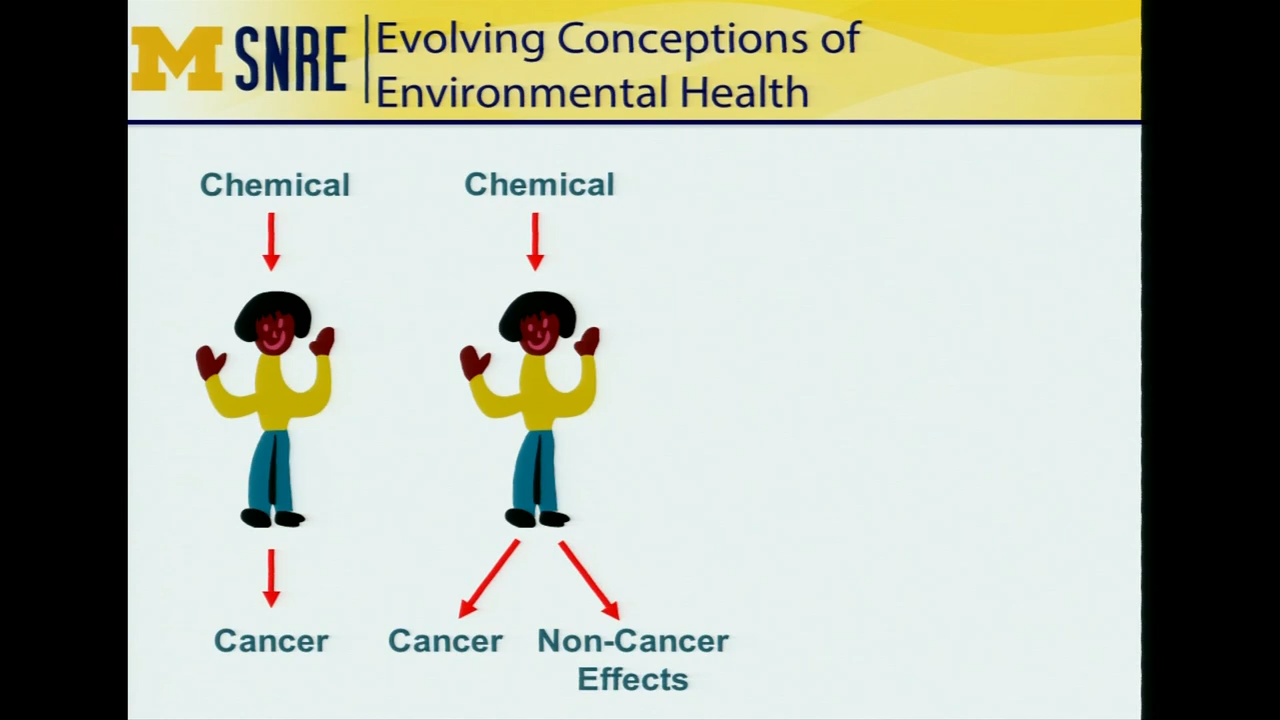 M SNRE
Evolving Conceptions of
Environmental Health
Chemical
Chemical
Cancer
Cancer
Non-Cancer
Effects